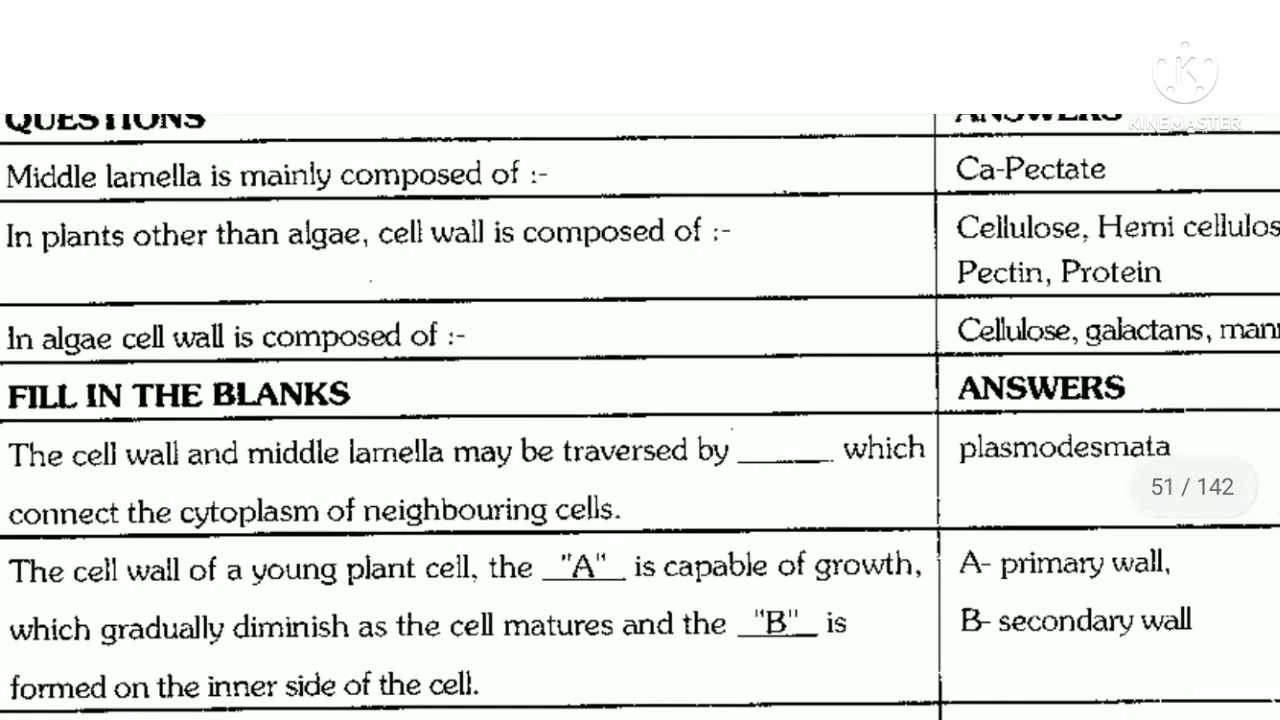 QUESTIONS ANSWERS
KINEMASTER
Middle lamella is mainly composed of :- Ca-Pectate
In plants other than algae, cell wall is composed of :- Cellulose, Hemi cellulos
Pectin, Protein
In algae cell wall is composed of :- Cellulose, galactans, mann
FILL IN THE BLANKS ANSWERS
The cell wall and middle lamella may be traversed by ______ which plasmodesmata
51 / 142
connect the cytoplasm of neighbouring cells.
The cell wall of a young plant cell, the "A" is capable of growth, A- primary wall,
which gradually diminish as the cell matures and the "B" is B- secondary wall
formed on the inner side of the cell.